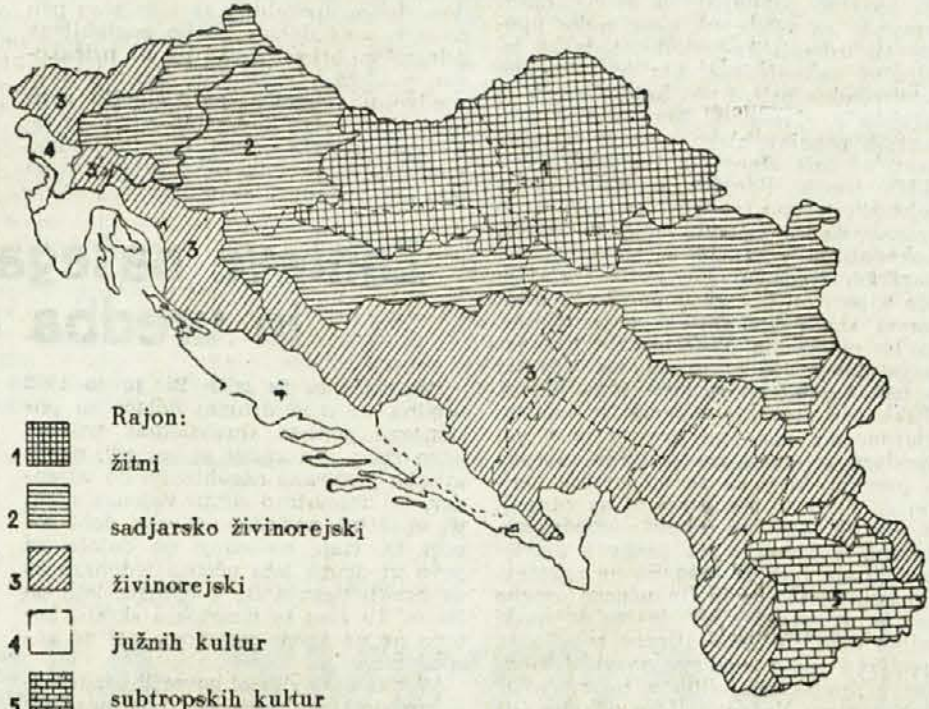 3
2
1
4
3
3
3
4
5
Rajon:
1 žitni
2 sadjarsko živinorejski
3 živinorejski
4 južnih kultur
5 subtropskih kultur